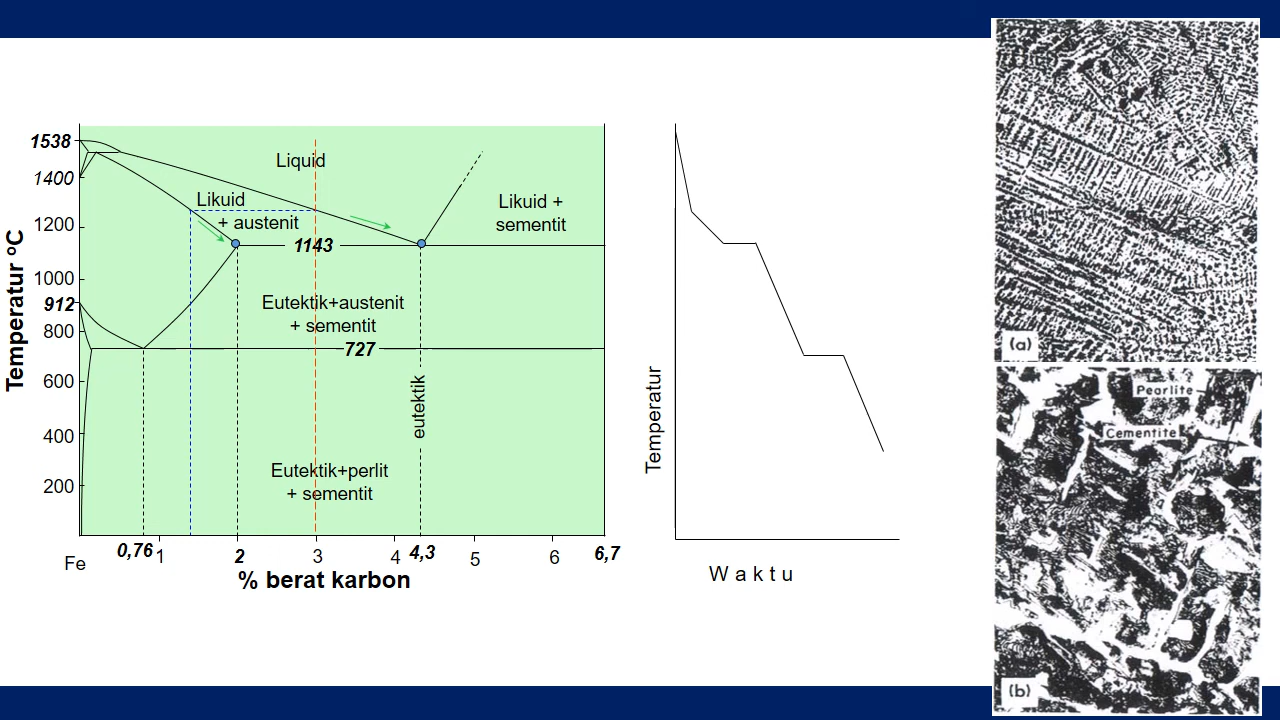 1538
1400
1200
1000
912
800
600
400
200
Temperatur ºC
Liquid
Likuid
+ austenit
Likuid +
sementit
1143
Eutektik+austenit
+ sementit
727
eutektik
Eutektik+perlit
+ sementit
Fe
0,76
1
2
3
4
4,3
5
6
6,7
% berat karbon
Temperatur
W a k t u
(a)
Pearlite
Cementite
(b)